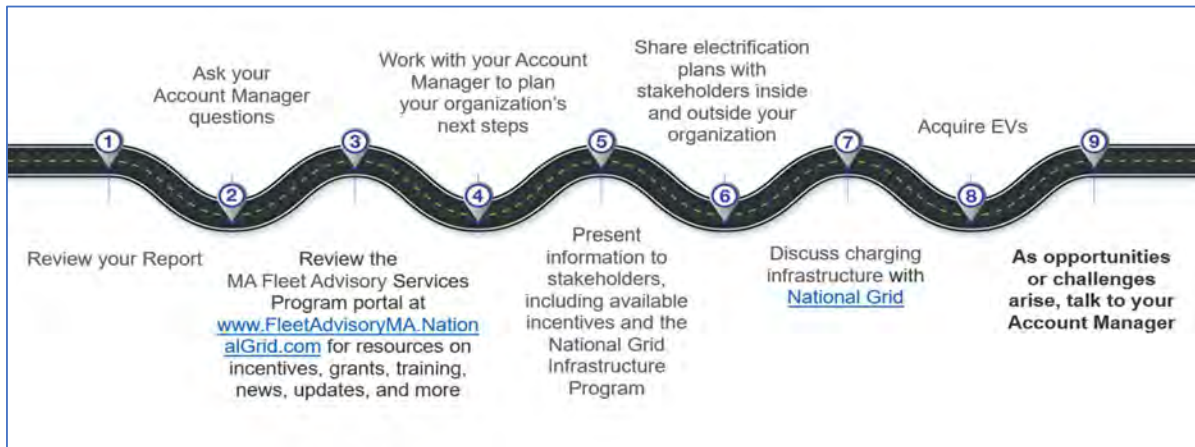 1
Review your Report
2
Ask your
Account Manager
questions
3
Review the
MA Fleet Advisory Services
Program portal at
www.FleetAdvisoryMA.Nation
alGrid.com for resources on
incentives, grants, training,
news, updates, and more
4
Work with your Account
Manager to plan
your organization's
next steps
5
Present
information to
stakeholders,
including available
incentives and the
National Grid
Infrastructure
Program
6
Share electrification
plans with
stakeholders inside
and outside your
organization
7
Discuss charging
infrastructure with
National Grid
8
Acquire EVs
9
As opportunities
or challenges
arise, talk to your
Account Manager